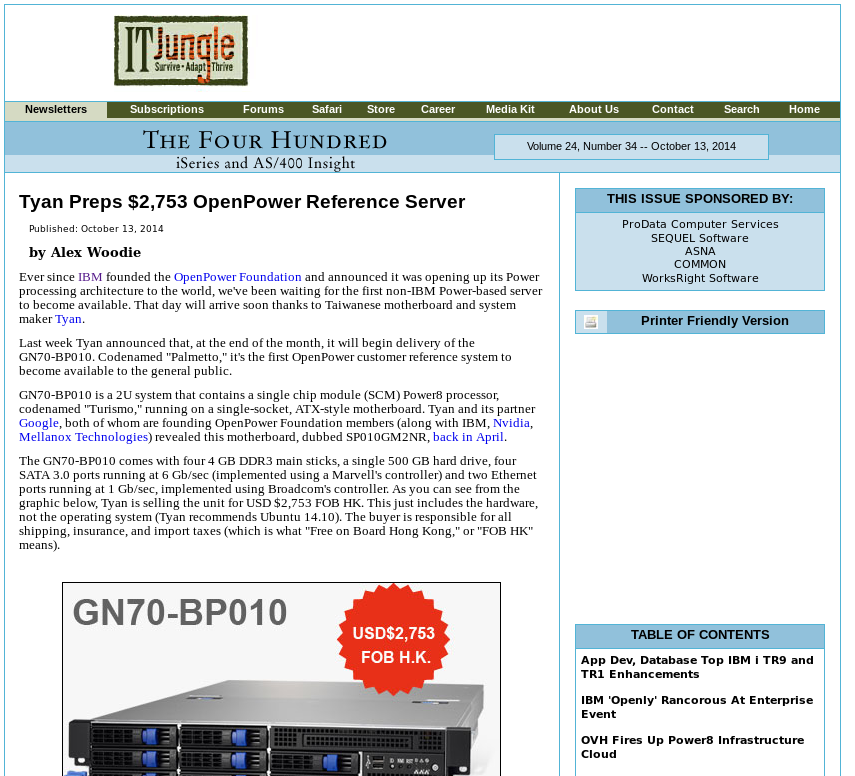 IT Jungle
Survive • Adapt • Thrive
Newsletters Subscriptions Forums Safari Store Career Media Kit About Us Contact Search Home
The Four Hundred
iSeries and AS/400 Insight
Volume 24, Number 34 -- October 13, 2014
Tyan Preps $2,753 OpenPower Reference Server
Published: October 13, 2014
by Alex Woodie
Ever since IBM founded the OpenPower Foundation and announced it was opening up its Power
processing architecture to the world, we've been waiting for the first non-IBM Power-based server
to become available. That day will arrive soon thanks to Taiwanese motherboard and system
maker Tyan.
Last week Tyan announced that, at the end of the month, it will begin delivery of the
GN70-BP010. Codenamed "Palmetto," it's the first OpenPower customer reference system to
become available to the general public.
GN70-BP010 is a 2U system that contains a single chip module (SCM) Power8 processor,
codenamed "Turismo," running on a single-socket, ATX-style motherboard. Tyan and its partner
Google, both of whom are founding OpenPower Foundation members (along with IBM, Nvidia,
Mellanox Technologies) revealed this motherboard, dubbed SP010GM2NR, back in April.
The GN70-BP010 comes with four 4 GB DDR3 main sticks, a single 500 GB hard drive, four
SATA 3.0 ports running at 6 Gb/sec (implemented using a Marvell's controller) and two Ethernet
ports running at 1 Gb/sec, implemented using Broadcom's controller. As you can see from the
graphic below, Tyan is selling the unit for USD $2,753 FOB HK. This just includes the hardware,
not the operating system (Tyan recommends Ubuntu 14.10). The buyer is responsible for all
shipping, insurance, and import taxes (which is what "Free on Board Hong Kong," or "FOB HK"
means).
GN70-BP010
USD$2,753
FOB H.K.
THIS ISSUE SPONSORED BY:
ProData Computer Services
SEQUEL Software
ASNA
COMMON
WorksRight Software
Printer Friendly Version
TABLE OF CONTENTS
App Dev, Database Top IBM i TR9 and
TR1 Enhancements
IBM 'Openly' Rancorous At Enterprise
Event
OVH Fires Up Power8 Infrastructure
Cloud